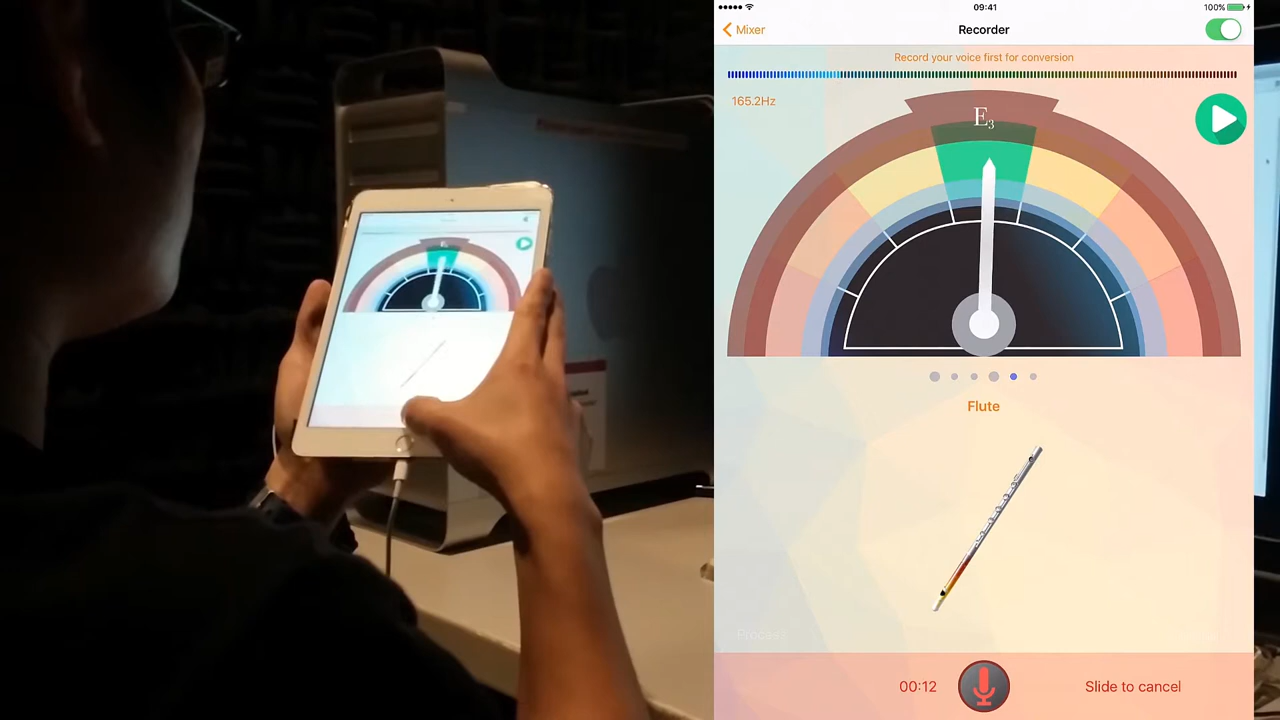 09:41
100%
Mixer
Recorder
Record your voice first for conversion
165.2Hz
E3
Flute
00:12
Slide to cancel